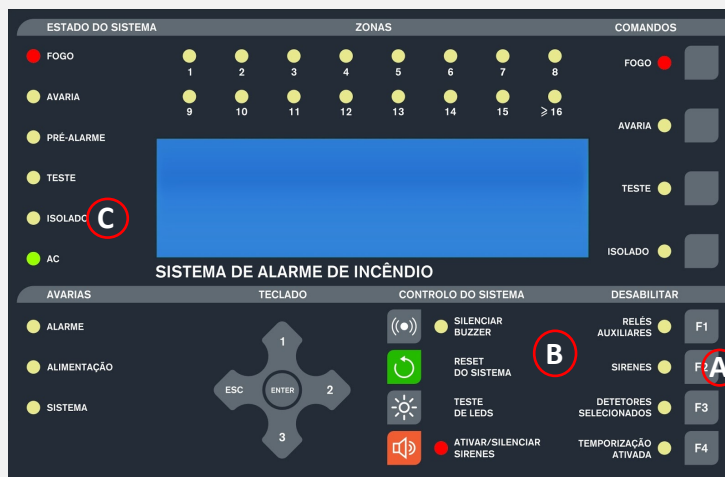 ESTADO DO SISTEMA ZONAS COMANDOS
FOGO
AVARIA
PRÉ-ALARME
TESTE
ISOLADO
AC
1 2 3 4 5 6 7 8
9 10 11 12 13 14 15 ⩾16
FOGO
AVARIA
TESTE
ISOLADO
C
SISTEMA DE ALARME DE INCÊNDIO
AVARIAS TECLADO CONTROLO DO SISTEMA DESABILITAR
ALARME
ALIMENTAÇÃO
SISTEMA
1
ESC ENTER 2
3
SILENCIAR
BUZZER
RESET
DO SISTEMA
TESTE
DE LEDS
ATIVAR/SILENCIAR
SIRENES
B
RELÉS
AUXILIARES F1
SIRENES F2 A
DETETORES
SELECIONADOS F3
TEMPORIZAÇÃO
ATIVADA F4